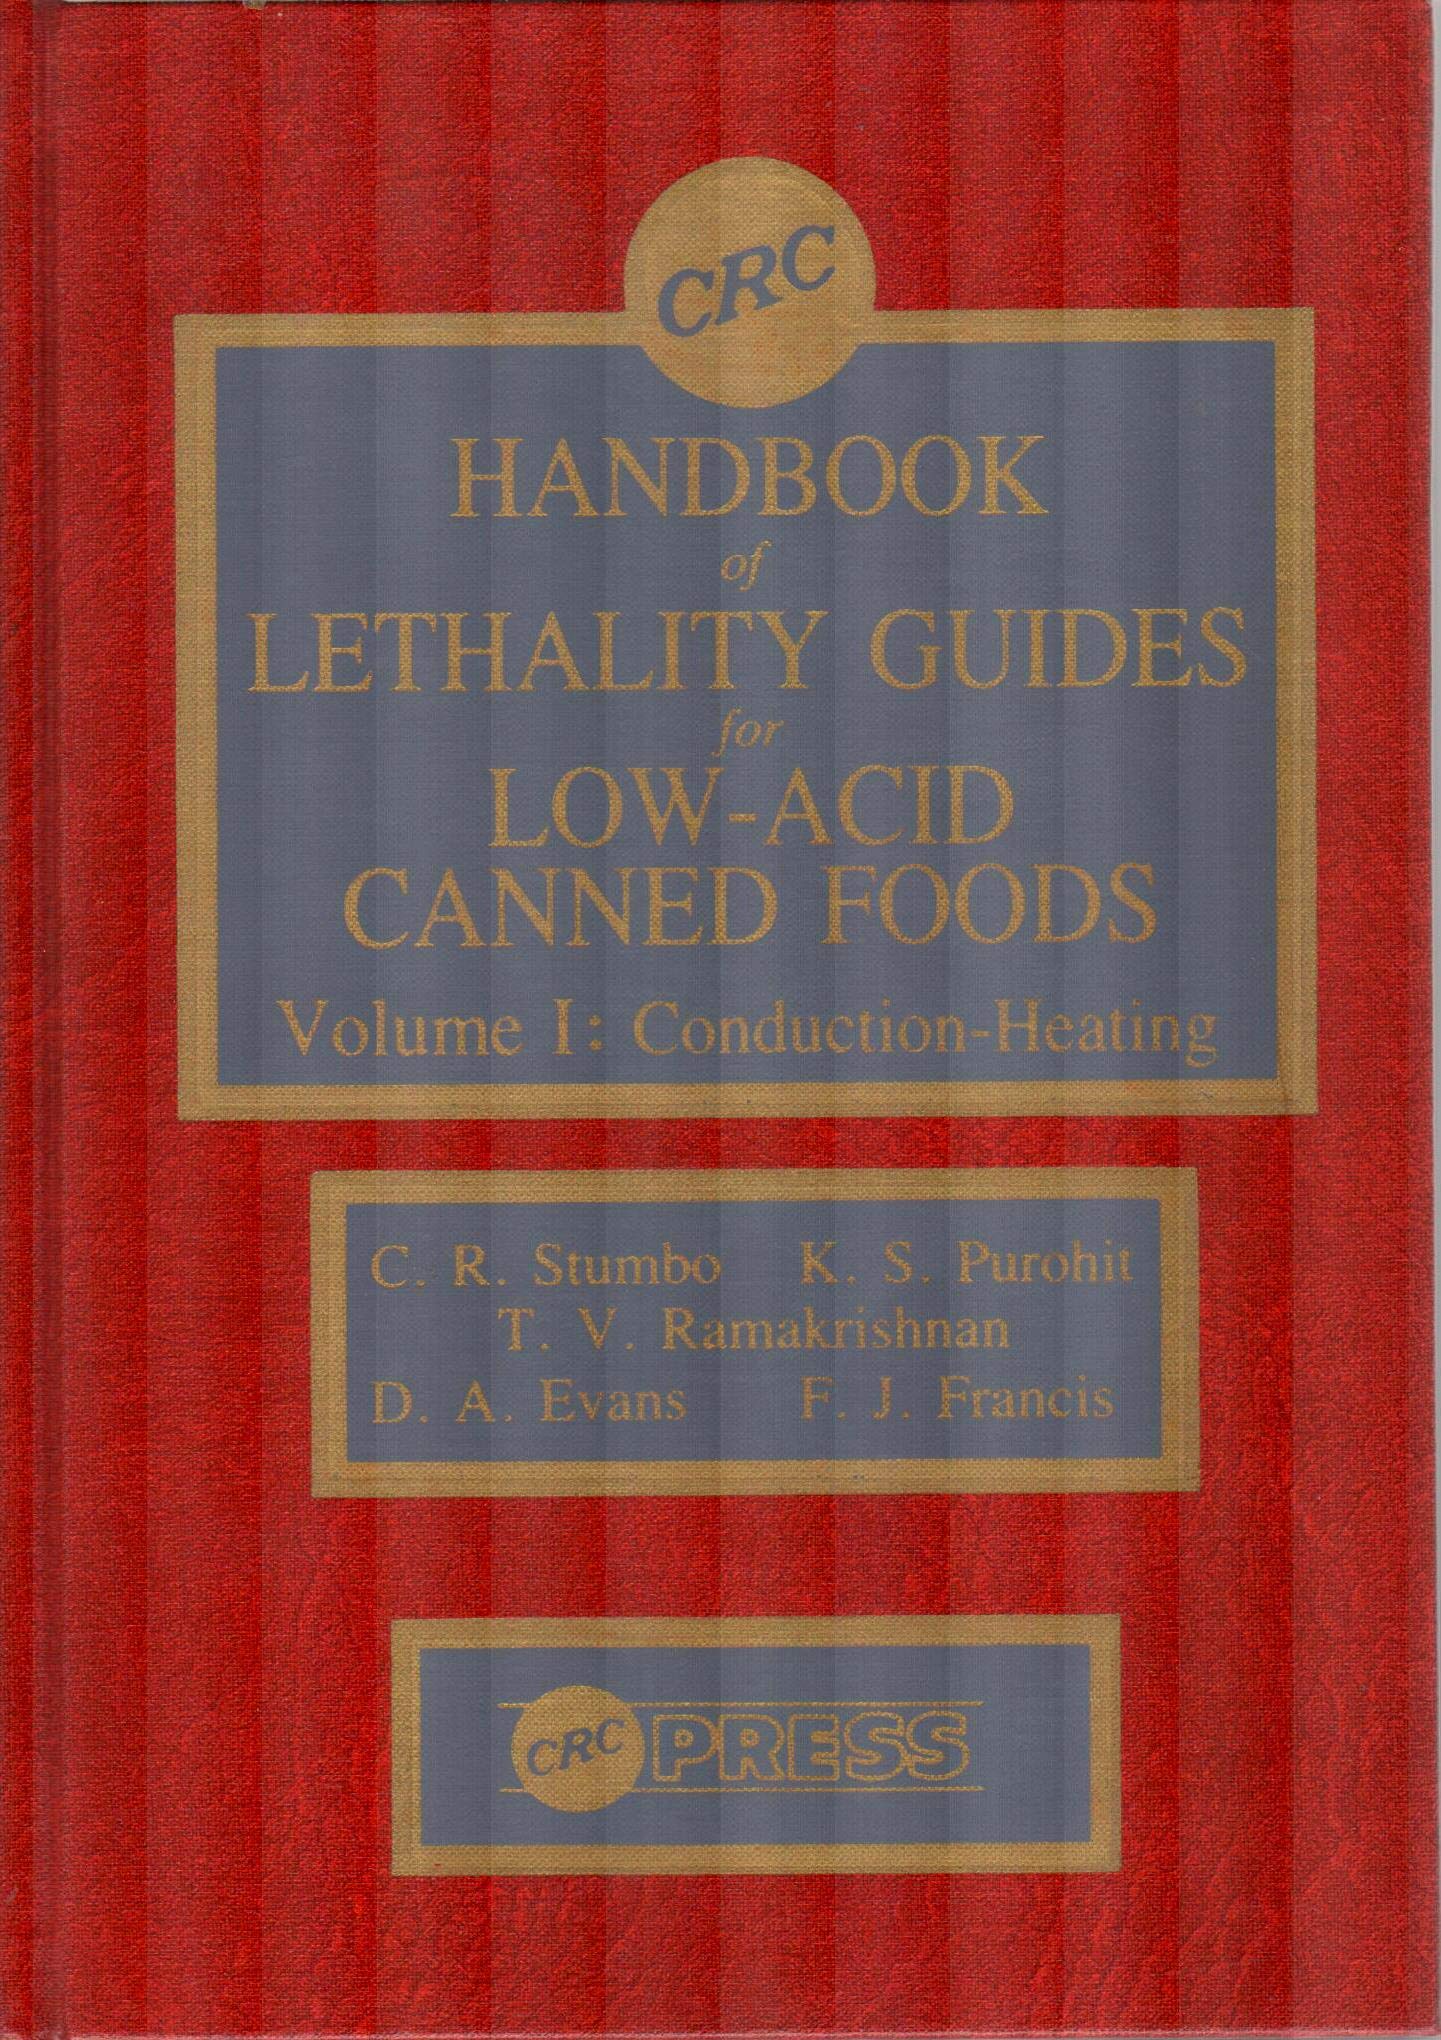 CRC
HANDBOOK
of
LETHALITY GUIDES
for
LOW-ACID
CANNED FOODS
Volume I: Conduction-Heating
C. R. Stumbo K. S. Purohit
T. V. Ramakrishnan
D. A. Evans F. J. Francis
CRC PRESS